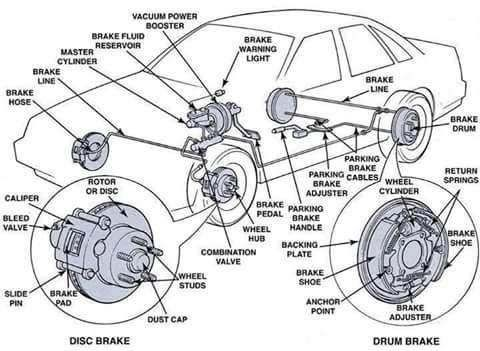 VACUUM POWER
BOOSTER
BRAKE FLUID
RESERVOIR
MASTER
CYLINDER
BRAKE
LINE
BRAKE
HOSE
BRAKE
WARNING
LIGHT
BRAKE
LINE
BRAKE
DRUM
PARKING
BRAKE
CABLES
PARKING
BRAKE
ADJUSTER
PARKING
BRAKE
HANDLE
BRAKE
PEDAL
WHEEL
HUB
COMBINATION
VALVE
ROTOR
OR DISC
CALIPER
BLEED
VALVE
SLIDE
PIN
BRAKE
PAD
WHEEL
STUDS
DUST CAP
DISC BRAKE
WHEEL
CYLINDER
RETURN
SPRINGS
BRAKE
SHOE
BACKING
PLATE
BRAKE
SHOE
ANCHOR
POINT
BRAKE
ADJUSTER
DRUM BRAKE